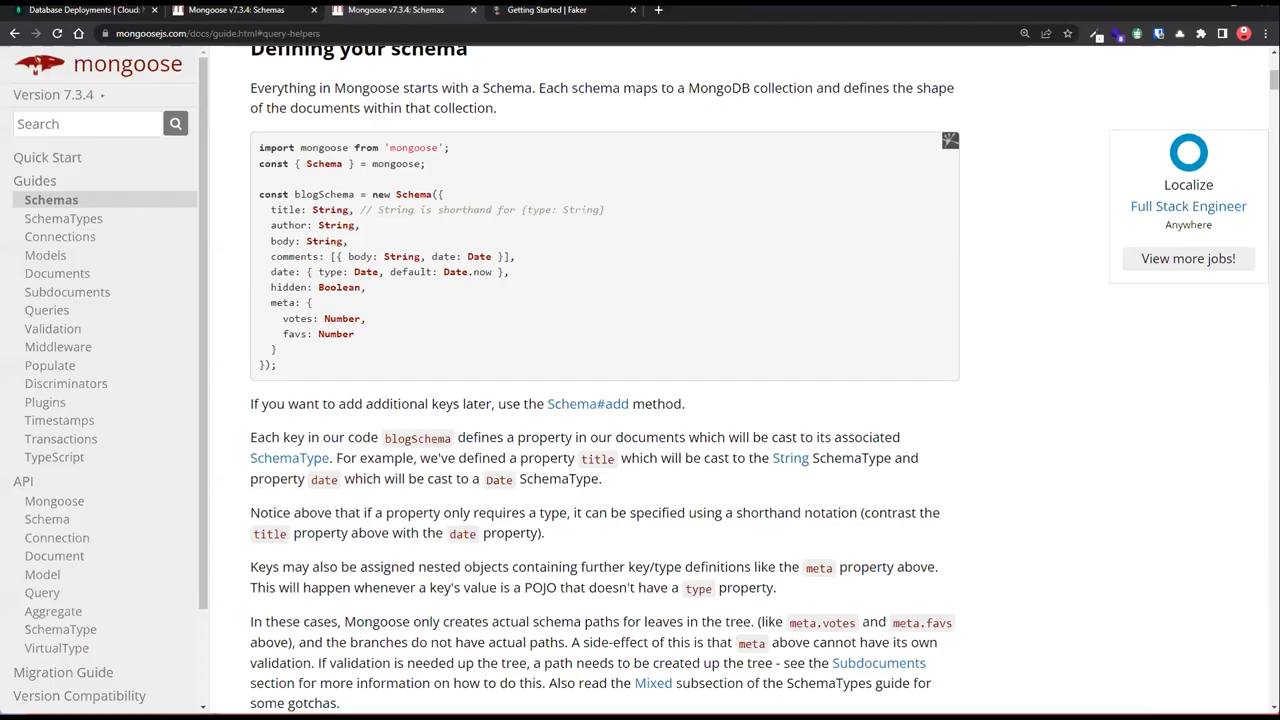 Database Deployments | Cloud: M
Mongoose v7.3.4: Schemas
Mongoose v7.3.4: Schemas
Getting Started | Faker
mongoosejs.com/docs/guide.html#query-helpers
mongoose
Version 7.3.4
Search
Quick Start
Guides
Schemas
SchemaTypes
Connections
Models
Documents
Subdocuments
Queries
Validation
Middleware
Populate
Discriminators
Plugins
Timestamps
Transactions
TypeScript
API
Mongoose
Schema
Connection
Document
Model
Query
Aggregate
SchemaType
VirtualType
Migration Guide
Version Compatibility
Defining your schema
Everything in Mongoose starts with a Schema. Each schema maps to a MongoDB collection and defines the shape
of the documents within that collection.
import mongoose from 'mongoose';
const { Schema } = mongoose;
const blogSchema = new Schema({
title: String, // String is shorthand for {type: String}
author: String,
body: String,
comments: [{ body: String, date: Date }],
date: { type: Date, default: Date.now },
hidden: Boolean,
meta: {
votes: Number,
favs: Number
}
});
If you want to add additional keys later, use the Schema#add method.
Each key in our code blogSchema defines a property in our documents which will be cast to its associated
SchemaType. For example, we've defined a property title which will be cast to the String SchemaType and
property date which will be cast to a Date SchemaType.
Notice above that if a property only requires a type, it can be specified using a shorthand notation (contrast the
title property above with the date property).
Keys may also be assigned nested objects containing further key/type definitions like the meta property above.
This will happen whenever a key's value is a POJO that doesn't have a type property.
In these cases, Mongoose only creates actual schema paths for leaves in the tree. (like meta.votes and meta.favs
above), and the branches do not have actual paths. A side-effect of this is that meta above cannot have its own
validation. If validation is needed up the tree, a path needs to be created up the tree - see the Subdocuments
section for more information on how to do this. Also read the Mixed subsection of the SchemaTypes guide for
some gotchas.
Localize
Full Stack Engineer
Anywhere
View more jobs!